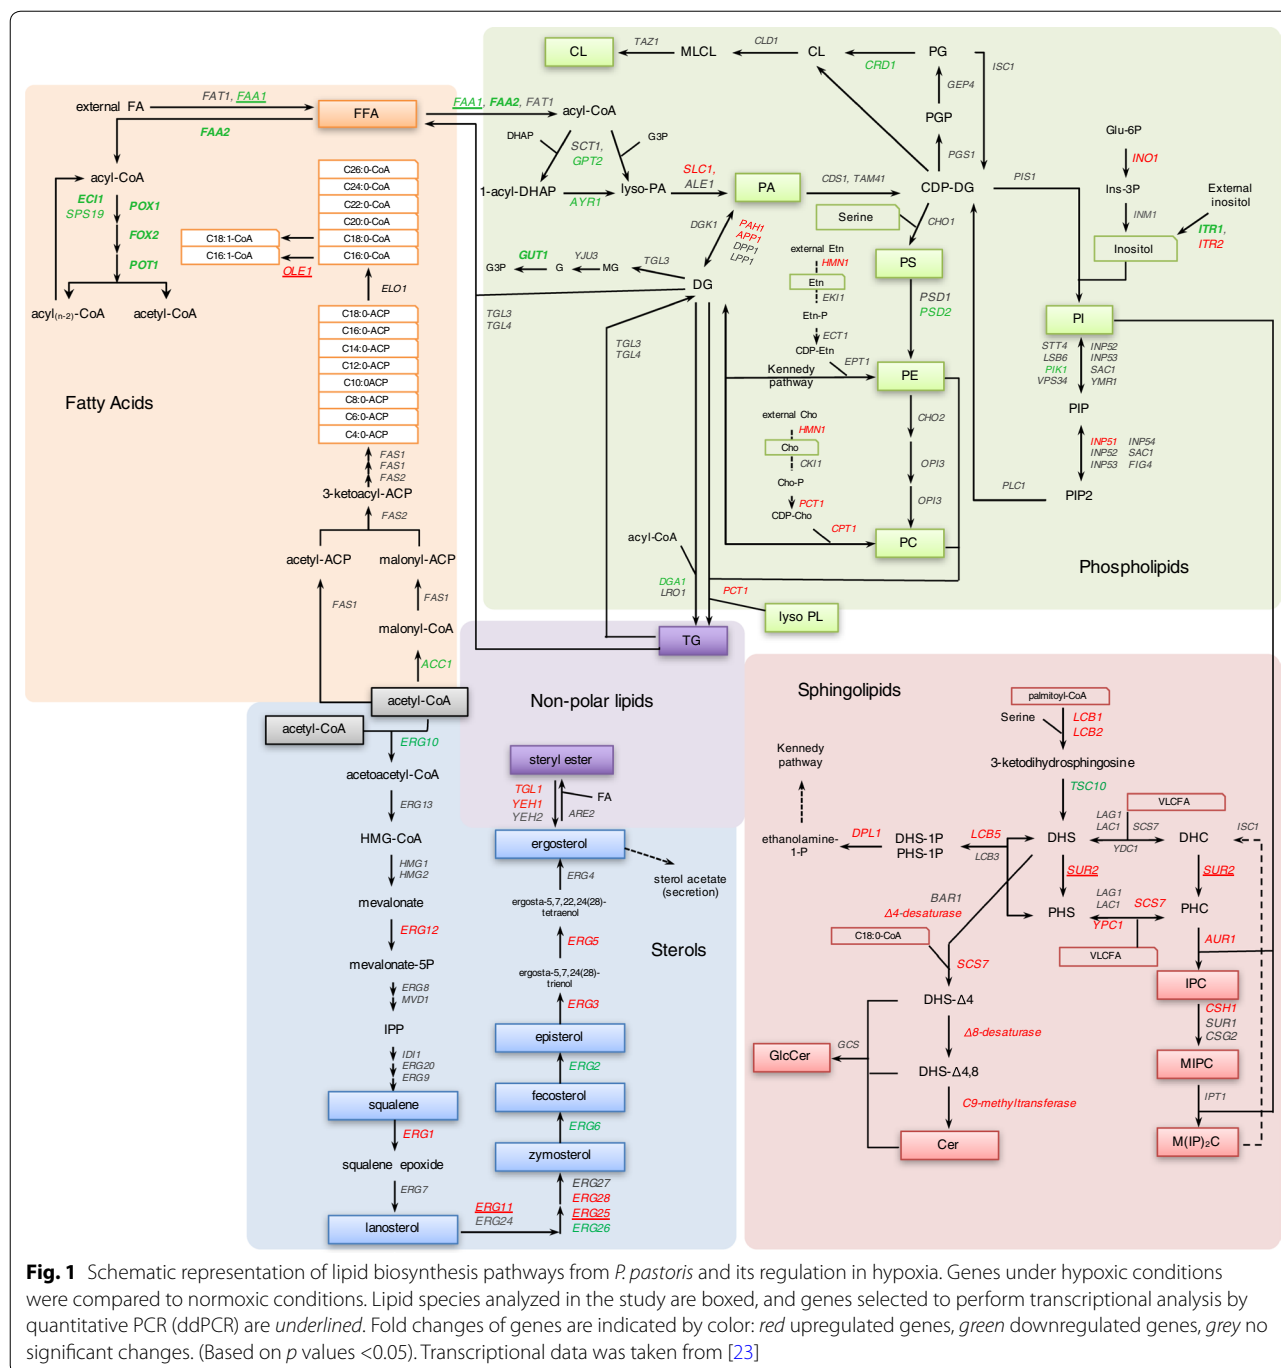 CL
TAZ1
MLCL
CLD1
CL
CRD1
PG
ISC1
GEP4
PGP
PGS1
external FA
FAT1, FAA1
FFA
FAA1, FAA2, FAT1
acyl-CoA
FAA2
DHAP
G3P
SCT1,
GPT2
1-acyl-DHAP
AYR1
lyso-PA
SLC1,
ALE1
PA
CDS1, TAM41
CDP-DG
PIS1
Glu-6P
INO1
Ins-3P
INM1
External
inositol
ITR1,
ITR2
Inositol
acyl-CoA
ECI1
SPS19
POX1
FOX2
POT1
acyl(n-2)-CoA
acetyl-CoA
C26:0-CoA
C24:0-CoA
C22:0-CoA
C20:0-CoA
C18:0-CoA
C16:0-CoA
C18:1-CoA
C16:1-CoA
OLE1
ELO1
C18:0-ACP
C16:0-ACP
C14:0-ACP
C12:0-ACP
C10:0ACP
C8:0-ACP
C6:0-ACP
C4:0-ACP
Fatty Acids
FAS1
FAS1
FAS2
3-ketoacyl-ACP
FAS2
acetyl-ACP
malonyl-ACP
FAS1
FAS1
malonyl-CoA
ACC1
acetyl-CoA
acetyl-CoA
Serine
CHO1
PS
DGK1
PAH1
APP1
DPP1
LPP1
GUT1
G3P
G
YJU3
MG
TGL3
DG
TGL3
TGL4
TGL3
TGL4
external Etn
HMN1
Etn
EKI1
Etn-P
ECT1
CDP-Etn
EPT1
PSD1
PSD2
Kennedy
pathway
PE
CHO2
external Cho
HMN1
Cho
CKI1
OPI3
Cho-P
PCT1
OPI3
CDP-Cho
CPT1
PC
PI
STT4
LSB6
PIK1
VPS34
INP52
INP53
SAC1
YMR1
PIP
INP51
INP52
INP53
INP54
SAC1
FIG4
PLC1
PIP2
Phospholipids
acyl-CoA
DGA1
LRO1
PCT1
lyso PL
TG
Non-polar lipids
steryl ester
TGL1
YEH1
YEH2
ARE2
FA
ERG10
acetoacetyl-CoA
ERG13
HMG-CoA
HMG1
HMG2
mevalonate
ERG12
mevalonate-5P
ERG8
MVD1
IPP
IDI1
ERG20
ERG9
squalene
ERG1
squalene epoxide
ERG7
lanosterol
ERG11
ERG24
ergosterol
ERG4
sterol acetate
(secretion)
ergosta-5,7,22,24(28)-
tetraenol
ERG5
Sterols
ergosta-5,7,24(28)-
trienol
ERG3
episterol
ERG2
fecosterol
ERG6
zymosterol
ERG27
ERG28
ERG25
ERG26
Sphingolipids
palmitoyl-CoA
Serine
LCB1
LCB2
3-ketodihydrosphingosine
TSC10
Kennedy
pathway
VLCFA
ethanolamine-
1-P
DPL1
DHS-1P
PHS-1P
LCB5
LCB3
DHS
LAG1
LAC1
SCS7
YDC1
DHC
ISC1
SUR2
SUR2
BAR1
Δ4-desaturase
PHS
LAG1
LAC1
SCS7
YPC1
PHC
C18:0-CoA
SCS7
VLCFA
AUR1
IPC
DHS-Δ4
CSH1
SUR1
CSG2
Δ8-desaturase
GCS
GlcCer
DHS-Δ4,8
MIPC
C9-methyltransferase
IPT1
Cer
M(IP)₂C
Fig. 1 Schematic representation of lipid biosynthesis pathways from P. pastoris and its regulation in hypoxia. Genes under hypoxic conditions
were compared to normoxic conditions. Lipid species analyzed in the study are boxed, and genes selected to perform transcriptional analysis by
quantitative PCR (ddPCR) are underlined. Fold changes of genes are indicated by color: red upregulated genes, green downregulated genes, grey no
significant changes. (Based on p values <0.05). Transcriptional data was taken from [23]